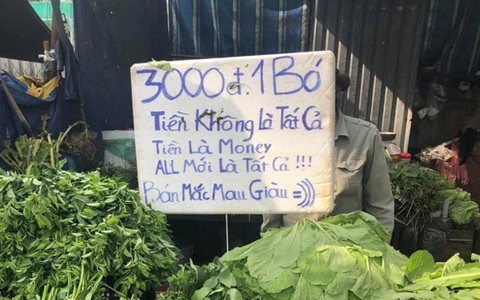 3000đ. 1 Bó
Tiền Không Là Tất Cả
Tiền Là Money
ALL Mới Là Tất Cả !!!
Bán Mắc Mau Giàu =)))